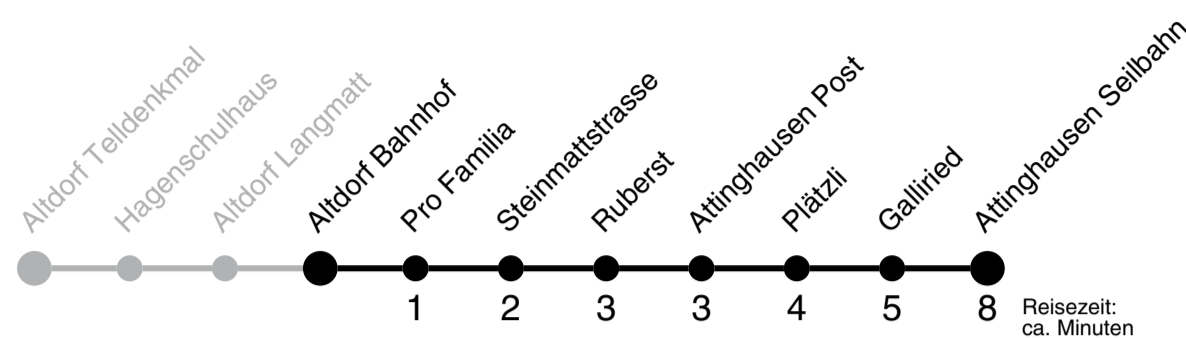 Altdorf Telldenkmal
Hagenschulhaus
Altdorf Langmatt
Altdorf Bahnhof
Pro Familia
Steinmattstrasse
Ruberst
Attinghausen Post
Plätzli
Galliried
Attinghausen Seilbahn
1 2 3 3 4 5 8
Reisezeit:
ca. Minuten